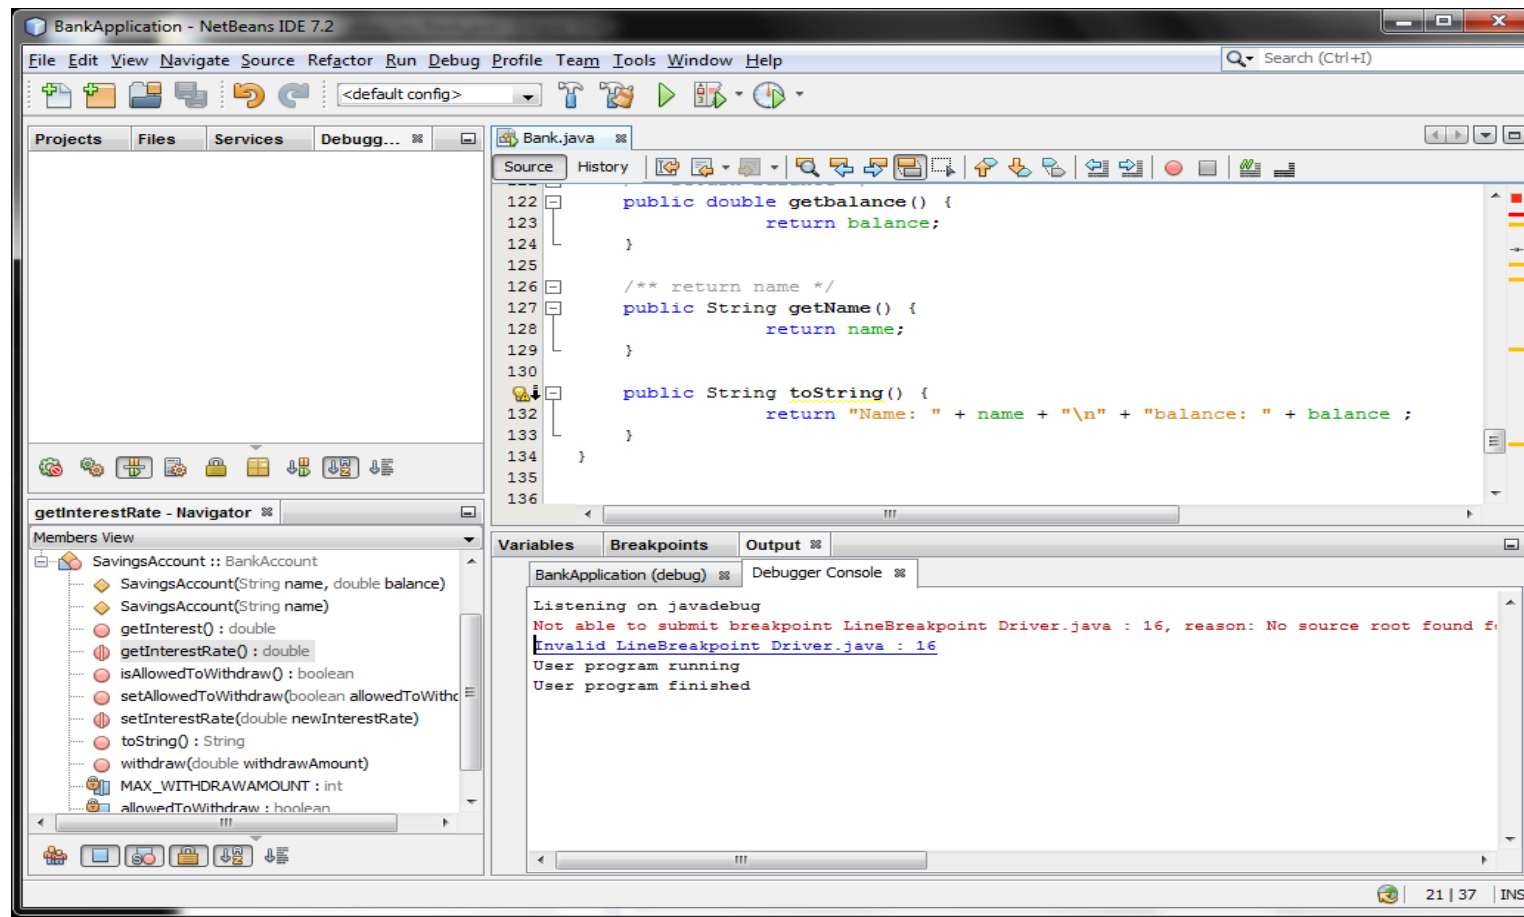 BankApplication - NetBeans IDE 7.2
File Edit View Navigate Source Refactor Run Debug Profile Team Tools Window Help
Search (Ctrl+I)
<default config>
Projects Files Services Debugg...
Bank.java
Source History
122 public double getbalance() {
123 return balance;
124 }
125
126 /** return name */
127 public String getName() {
128 return name;
129 }
130
public String toString() {
132 return "Name: " + name + "\n" + "balance: " + balance ;
133 }
134 }
135
136
getInterestRate - Navigator
Members View
SavingsAccount :: BankAccount
SavingsAccount(String name, double balance)
SavingsAccount(String name)
getInterest() : double
getInterestRate() : double
isAllowedToWithdraw() : boolean
setAllowedToWithdraw(boolean allowedToWithd
setInterestRate(double newInterestRate)
toString() : String
withdraw(double withdrawAmount)
MAX_WITHDRAWAMOUNT : int
allowedToWithdraw : boolean
Variables Breakpoints Output
BankApplication (debug) Debugger Console
Listening on javadebug
Not able to submit breakpoint LineBreakpoint Driver.java : 16, reason: No source root found f
Invalid LineBreakpoint Driver.java : 16
User program running
User program finished
21 | 37 INS